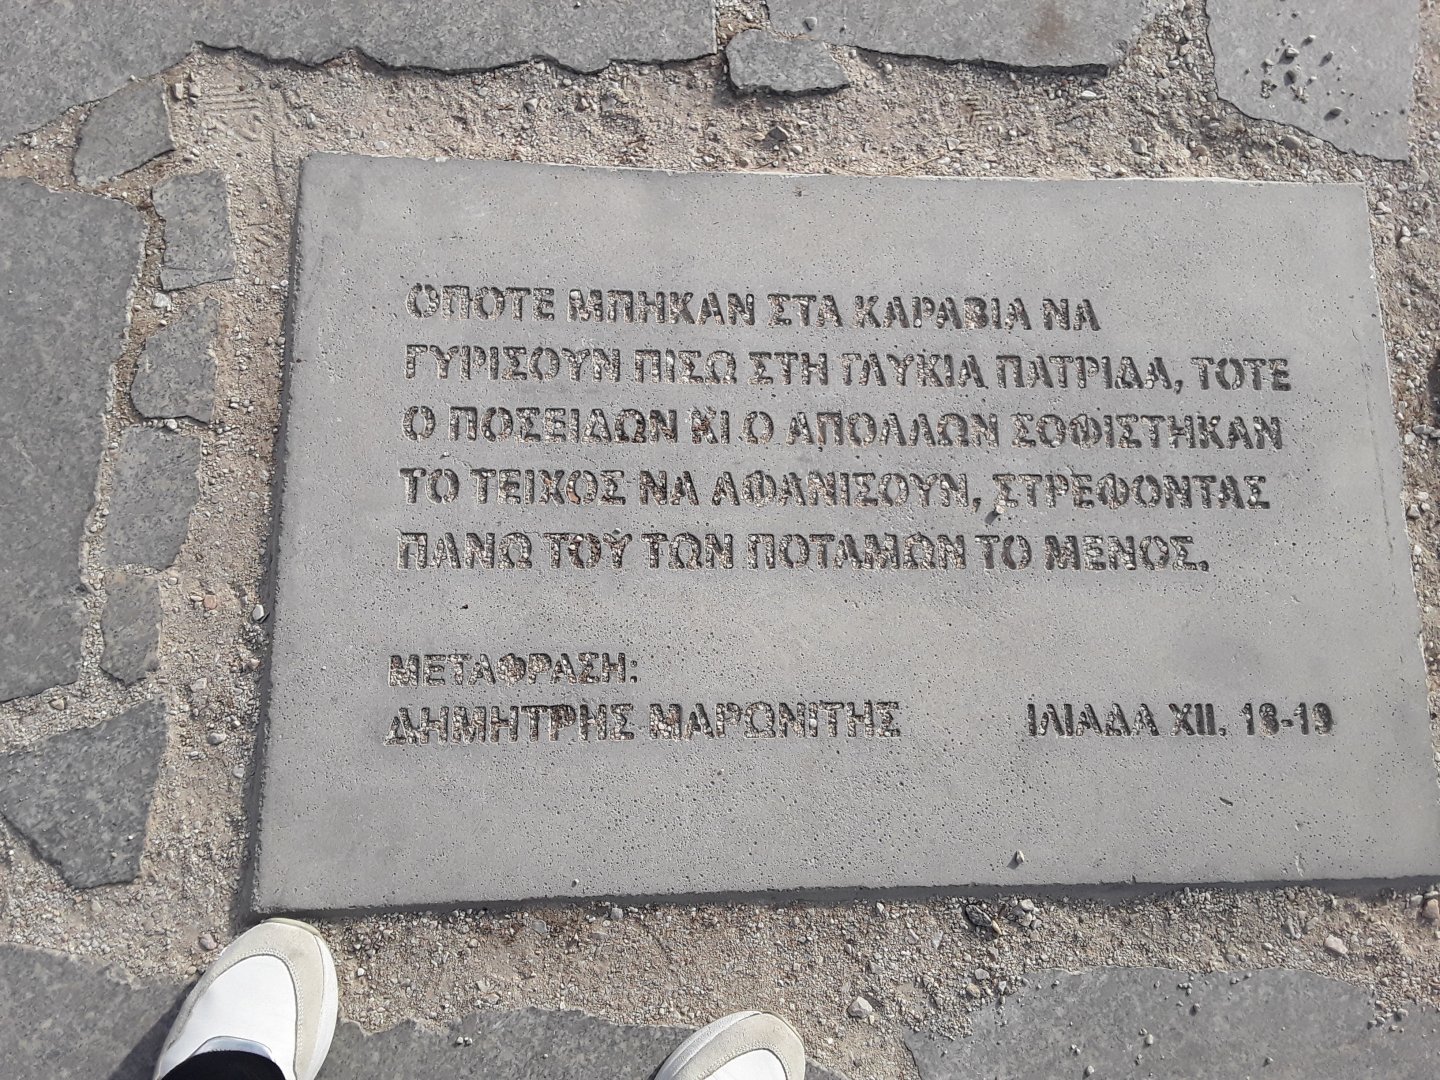 ΟΠΟΤΕ ΜΠΗΚΑΝ ΣΤΑ ΚΑΡΑΒΙΑ ΝΑ
ΓΥΡΙΣΟΥΝ ΠΙΣΩ ΣΤΗ ΓΛΥΚΙΑ ΠΑΤΡΙΔΑ, ΤΟΤΕ
Ο ΠΟΣΕΙΔΩΝ ΚΙ Ο ΑΠΟΛΛΩΝ ΣΟΦΙΣΤΗΚΑΝ
ΤΟ ΤΕΙΧΟΣ ΝΑ ΑΦΑΝΙΣΟΥΝ, ΣΤΡΕΦΟΝΤΑΣ
ΠΑΝΩ ΤΟΥ ΤΩΝ ΠΟΤΑΜΩΝ ΤΟ ΜΕΝΟΣ.
ΜΕΤΑΦΡΑΣΗ:
ΔΗΜΗΤΡΗΣ ΜΑΡΩΝΙΤΗΣ ΙΛΙΑΔΑ XII. 18-19